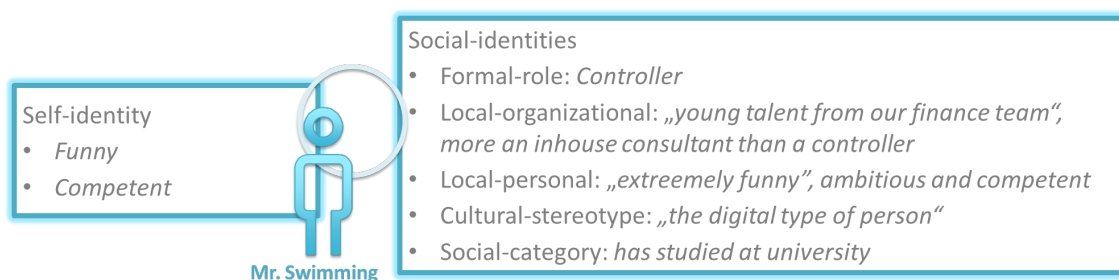 Self-identity
• Funny
• Competent
Mr. Swimming
Social-identities
• Formal-role: Controller
• Local-organizational: „young talent from our finance team“,
more an inhouse consultant than a controller
• Local-personal: „extreemely funny”, ambitious and competent
• Cultural-stereotype: „the digital type of person“
• Social-category: has studied at university